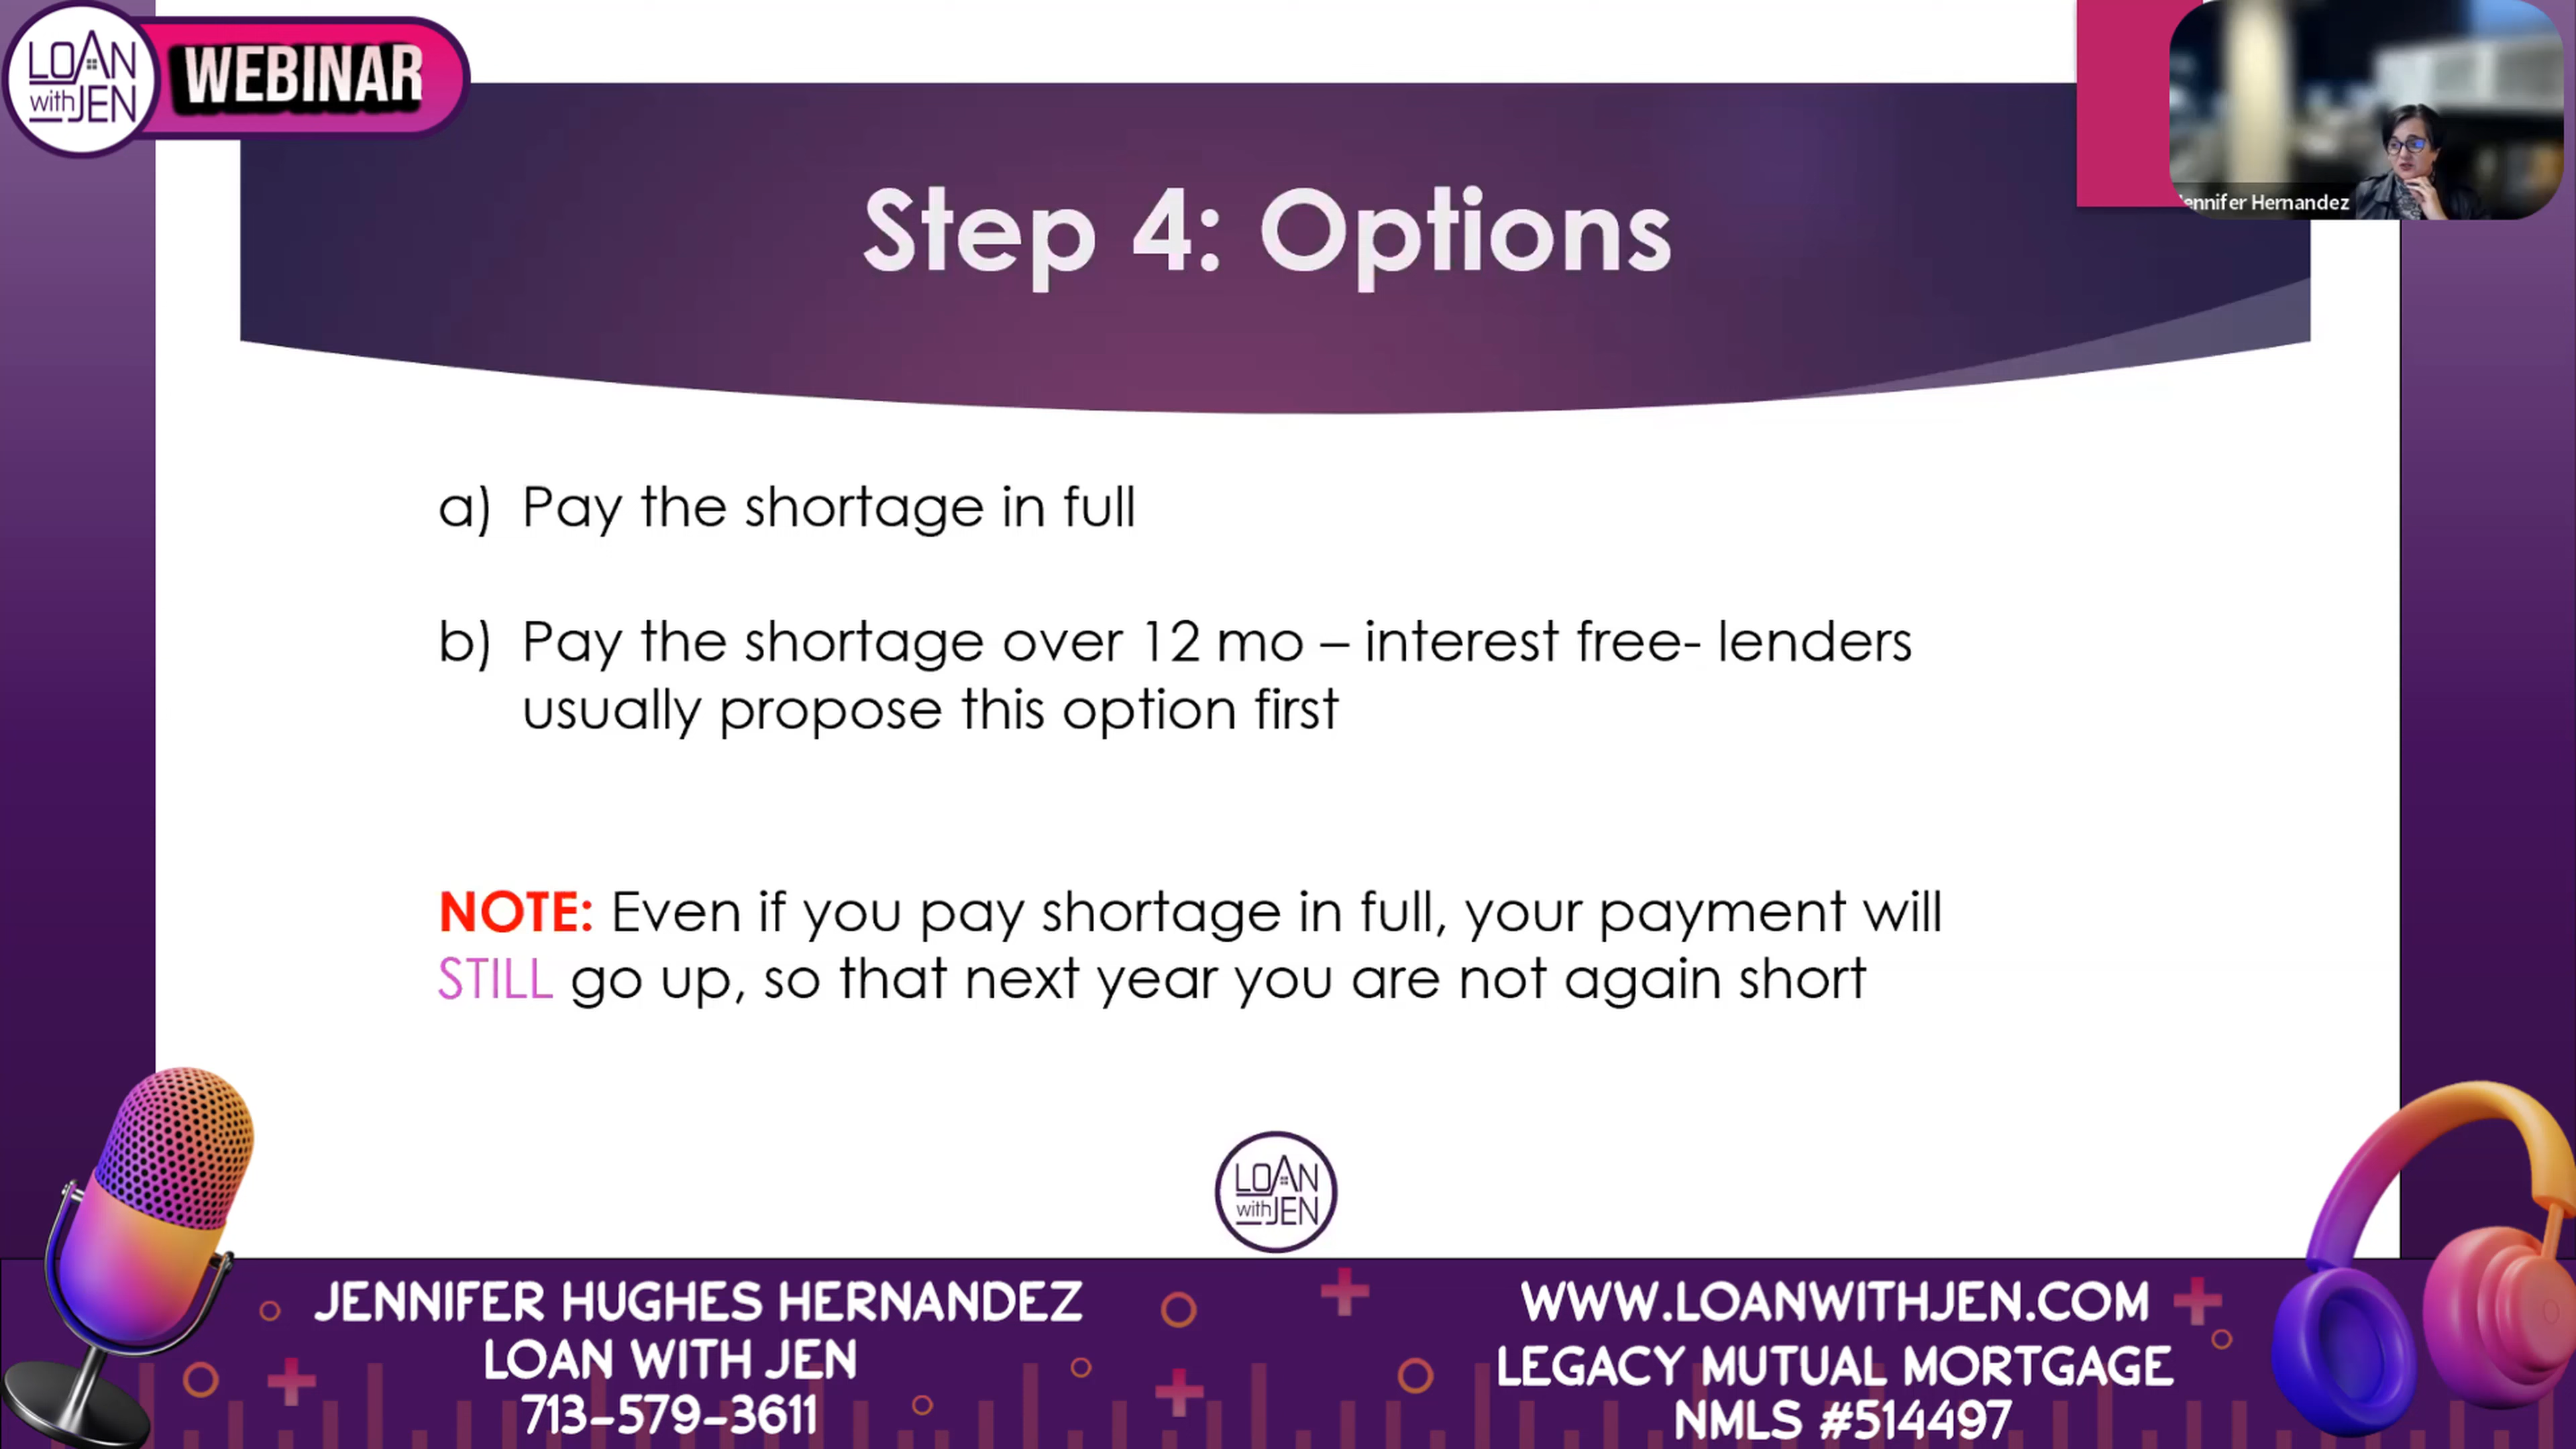 LOAN
with JEN
WEBINAR
ennifer Hernandez
Step 4: Options
a) Pay the shortage in full
b) Pay the shortage over 12 mo – interest free- lenders
usually propose this option first
NOTE: Even if you pay shortage in full, your payment will
STILL go up, so that next year you are not again short
LOAN
with JEN
JENNIFER HUGHES HERNANDEZ
LOAN WITH JEN
713-579-3611
WWW.LOANWITHJEN.COM
LEGACY MUTUAL MORTGAGE
NMLS #514497